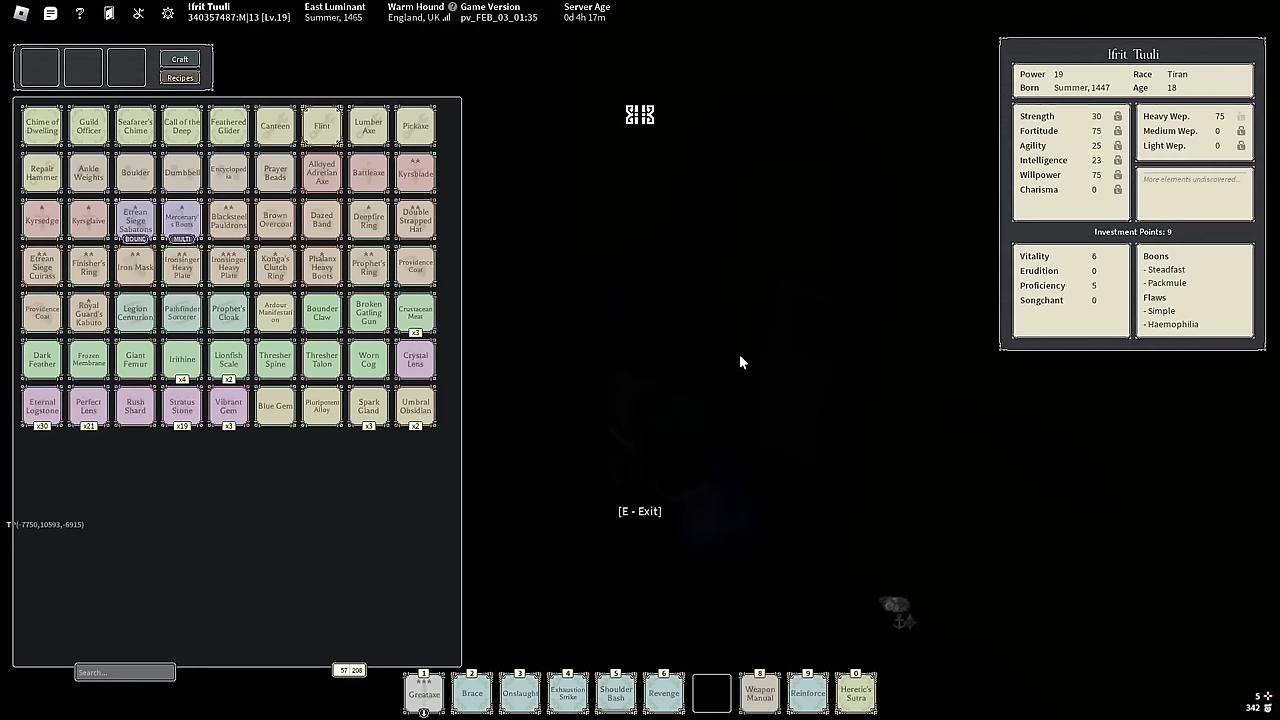 Ifrit Tuuli
340357487:M|13 [Lv.19]
East Luminant
Summer, 1465
Warm Hound
England, UK
Game Version
pv_FEB_03_01:35
Server Age
0d 4h 17m
Craft
Recipes
Chime of Dwelling
Guild Officer
Seafarer's Chime
Call of the Deep
Feathered Glider
Canteen
Flint
Lumber Axe
Pickaxe
Repair Hammer
Ankle Weights
Boulder
Dumbbell
Encyclopedia
Prayer Beads
Alloyed Adretian Axe
Battleaxe
Kyrsblade
Kyrsedge
Kyrsglaive
Etrean Siege Sabatons
BOUNC
Mercenary's Boots
MULTI
Blacksteel Pauldrons
Brown Overcoat
Dazed Band
Deepfire Ring
Double Strapped Hat
Etrean Siege Cuirass
Finisher's Ring
Iron Mask
Ironsinger Heavy Plate
Ironsinger Heavy Plate
Konga's Clutch Ring
Phalanx Heavy Boots
Prophet's Ring
Providence Coat
Providence Coat
Royal Guard's Kabuto
Legion Centurion
Pathfinder Sorcerer
Prophet's Cloak
Ardour Manifestation
Bounder Claw
Broken Gatling Gun
Crustacean Meat
x3
Dark Feather
Frozen Membrane
Giant Femur
Irithine
x4
Lionfish Scale
x2
Thresher Spine
Thresher Talon
Worn Cog
Crystal Lens
Eternal Logstone
x30
Perfect Lens
x21
Rush Shard
Stratus Stone
x19
Vibrant Gem
x3
Blue Gem
Pluripotent Alloy
Spark Gland
x3
Umbral Obsidian
x2
T (-7750,10593,-6915)
Search...
57 208
[E - Exit]
Ifrit Tuuli
Power 19 Race Tiran
Born Summer, 1447 Age 18
Strength 30
Fortitude 75
Agility 25
Intelligence 23
Willpower 75
Charisma 0
Heavy Wep. 75
Medium Wep. 0
Light Wep. 0
More elements undiscovered...
Investment Points: 9
Vitality 6
Erudition 0
Proficiency 5
Songchant 0
Boons
- Steadfast
- Packmule
Flaws
- Simple
- Haemophilia
1 Greataxe
2 Brace
3 Onslaught
4 Exhaustion Strike
5 Shoulder Bash
6 Revenge
8 Weapon Manual
9 Reinforce
0 Heretic's Sutra
5
342